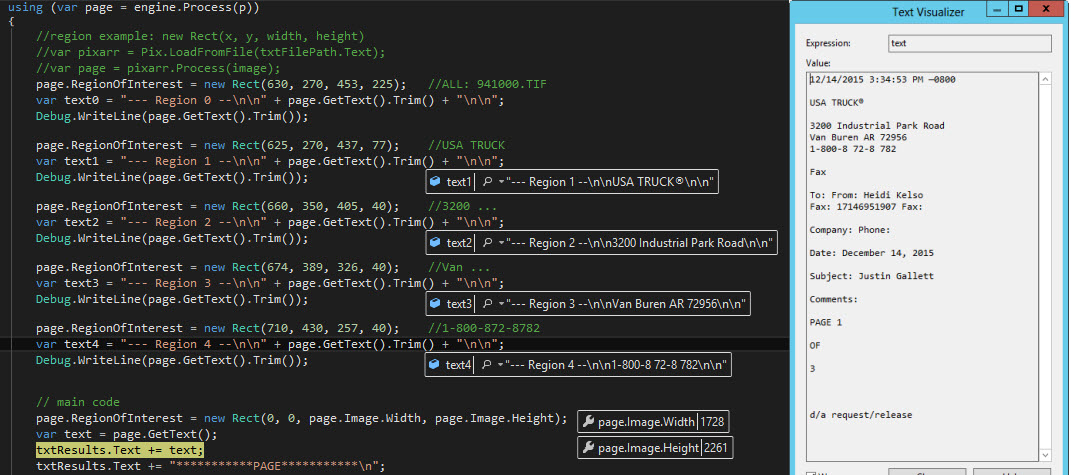 using (var page = engine.Process(p))
{
//region example: new Rect(x, y, width, height)
//var pixarr = Pix.LoadFromFile(txtFilePath.Text);
//var page = pixarr.Process(image);
page.RegionOfInterest = new Rect(630, 270, 453, 225);    //ALL: 941000.TIF
var text0 = "--- Region 0 --\n\n" + page.GetText().Trim() + "\n\n";
Debug.WriteLine(page.GetText().Trim());
page.RegionOfInterest = new Rect(625, 270, 437, 77);    //USA TRUCK
var text1 = "--- Region 1 --\n\n" + page.GetText().Trim() + "\n\n";
Debug.WriteLine(page.GetText().Trim());
text1 "--- Region 1 --\n\nUSA TRUCK®\n\n"
page.RegionOfInterest = new Rect(660, 350, 405, 40);    //3200 ...
var text2 = "--- Region 2 --\n\n" + page.GetText().Trim() + "\n\n";
Debug.WriteLine(page.GetText().Trim());
text2 "--- Region 2 --\n\n3200 Industrial Park Road\n\n"
page.RegionOfInterest = new Rect(674, 389, 326, 40);    //Van ...
var text3 = "--- Region 3 --\n\n" + page.GetText().Trim() + "\n\n";
Debug.WriteLine(page.GetText().Trim());
text3 "--- Region 3 --\n\nVan Buren AR 72956\n\n"
page.RegionOfInterest = new Rect(710, 430, 257, 40);    //1-800-872-8782
var text4 = "--- Region 4 --\n\n" + page.GetText().Trim() + "\n\n";
Debug.WriteLine(page.GetText().Trim());
text4 "--- Region 4 --\n\n1-800-8 72-8 782\n\n"
// main code
page.RegionOfInterest = new Rect(0, 0, page.Image.Width, page.Image.Height);
page.Image.Width 1728
var text = page.GetText();
page.Image.Height 2261
txtResults.Text += text;
txtResults.Text += "***********PAGE***********\n";
Text Visualizer
Expression: text
Value:
12/14/2015 3:34:53 PM —0800
USA TRUCK®
3200 Industrial Park Road
Van Buren AR 72956
1-800-8 72-8 782
Fax
To: From: Heidi Kelso
Fax: 17146951907 Fax:
Company: Phone:
Date: December 14, 2015
Subject: Justin Gallett
Comments:
PAGE 1
OF
3
d/a request/release